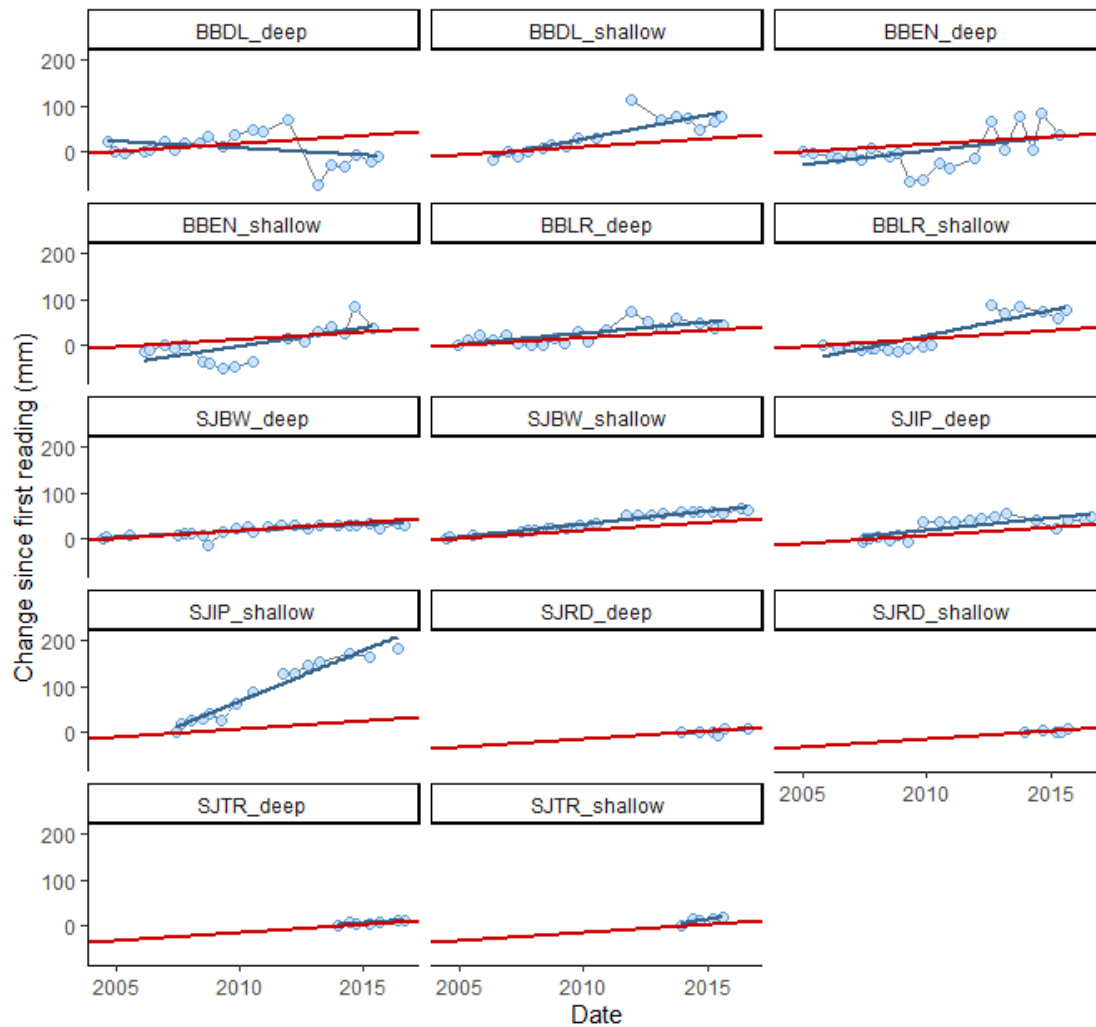 BBDL_deep BBDL_shallow BBEN_deep
200
100
0
BBEN_shallow BBLR_deep BBLR_shallow
200
100
0
SJBW_deep SJBW_shallow SJIP_deep
200
100
0
Change since first reading (mm)
SJIP_shallow SJRD_deep SJRD_shallow
200
100
0
2005 2010 2015
SJTR_deep SJTR_shallow
200
100
0
2005 2010 2015 2005 2010 2015
Date